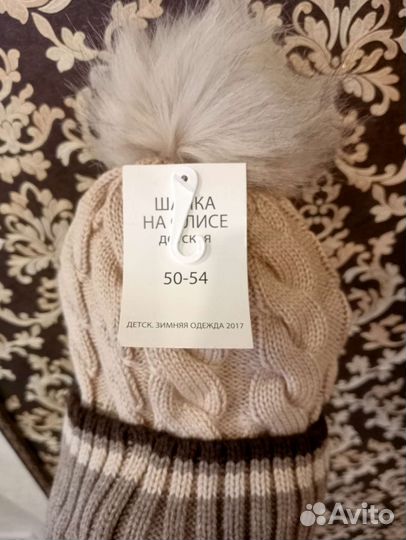 ШАПКА
НА ФЛИСЕ
ДЕТСКАЯ
50-54
ДЕТСК. ЗИМНЯЯ ОДЕЖДА 2017
Avito